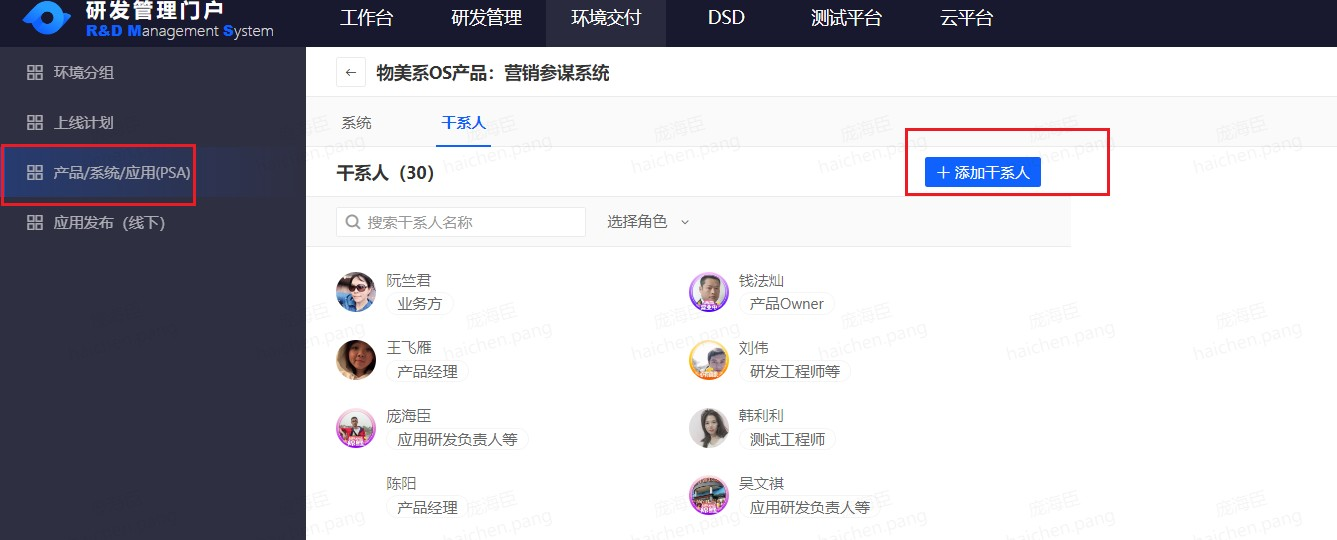 研发管理门户
R&D Management System
工作台
研发管理
环境交付
DSD
测试平台
云平台
环境分组
上线计划
产品/系统/应用(PSA)
应用发布（线下）
←
物美系OS产品：营销参谋系统
系统
干系人
干系人（30）
＋ 添加干系人
搜索干系人名称
选择角色
阮竺君
业务方
钱法灿
产品Owner
王飞雁
产品经理
刘伟
研发工程师等
庞海臣
应用研发负责人等
韩利利
测试工程师
陈阳
产品经理
吴文祺
应用研发负责人等
庞海臣
haichen.pang